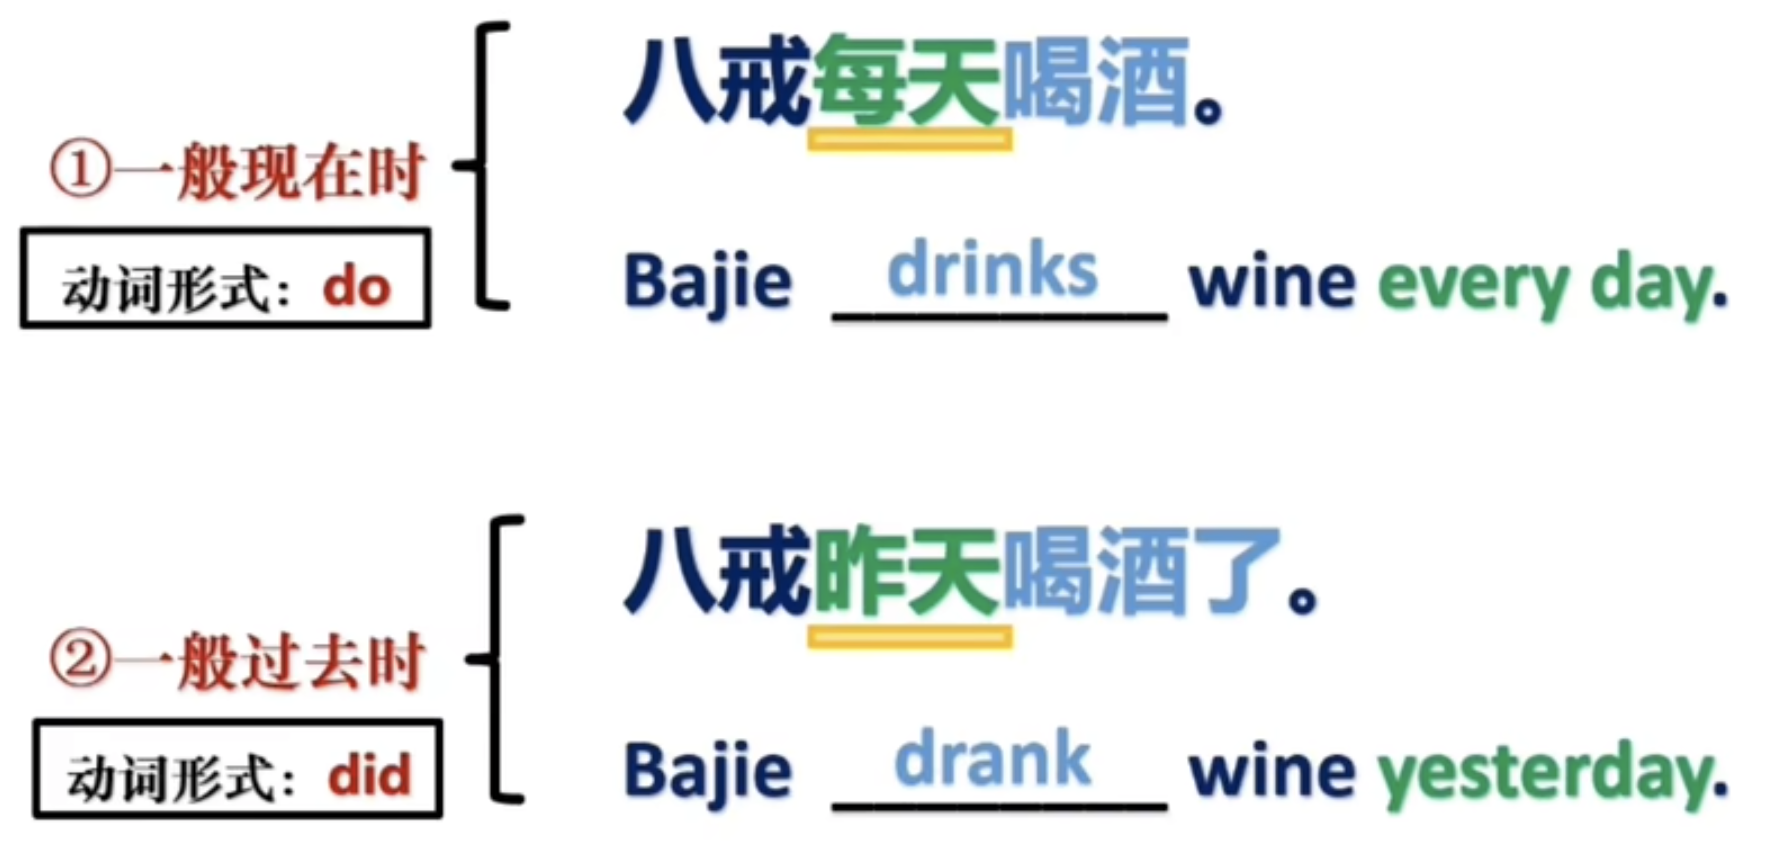 八戒每天喝酒。
①一般现在时
动词形式：do
Bajie drinks wine every day.
八戒昨天喝酒了。
②一般过去时
动词形式：did
Bajie drank wine yesterday.